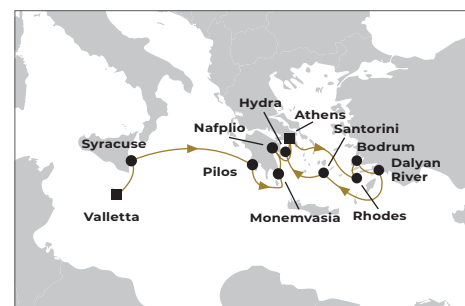 Hydra
Athens
Nafplio
Santorini
Syracuse
Bodrum
Pilos
Dalyan
River
Valletta
Monemvasia
Rhodes